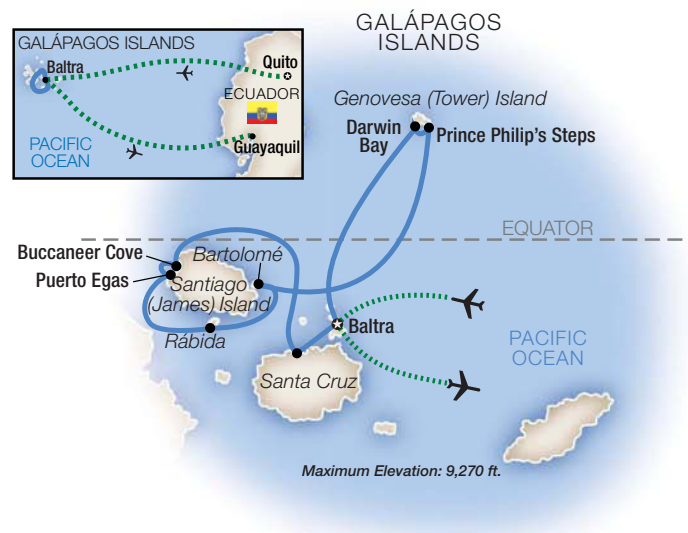 GALÁPAGOS
ISLANDS
GALÁPAGOS ISLANDS
Baltra
Quito
ECUADOR
PACIFIC
OCEAN
Guayaquil
Genovesa (Tower) Island
Darwin
Bay
Prince Philip's Steps
EQUATOR
Buccaneer Cove
Bartolomé
Puerto Egas
Santiago
(James) Island
Rábida
Baltra
PACIFIC
OCEAN
Santa Cruz
Maximum Elevation: 9,270 ft.